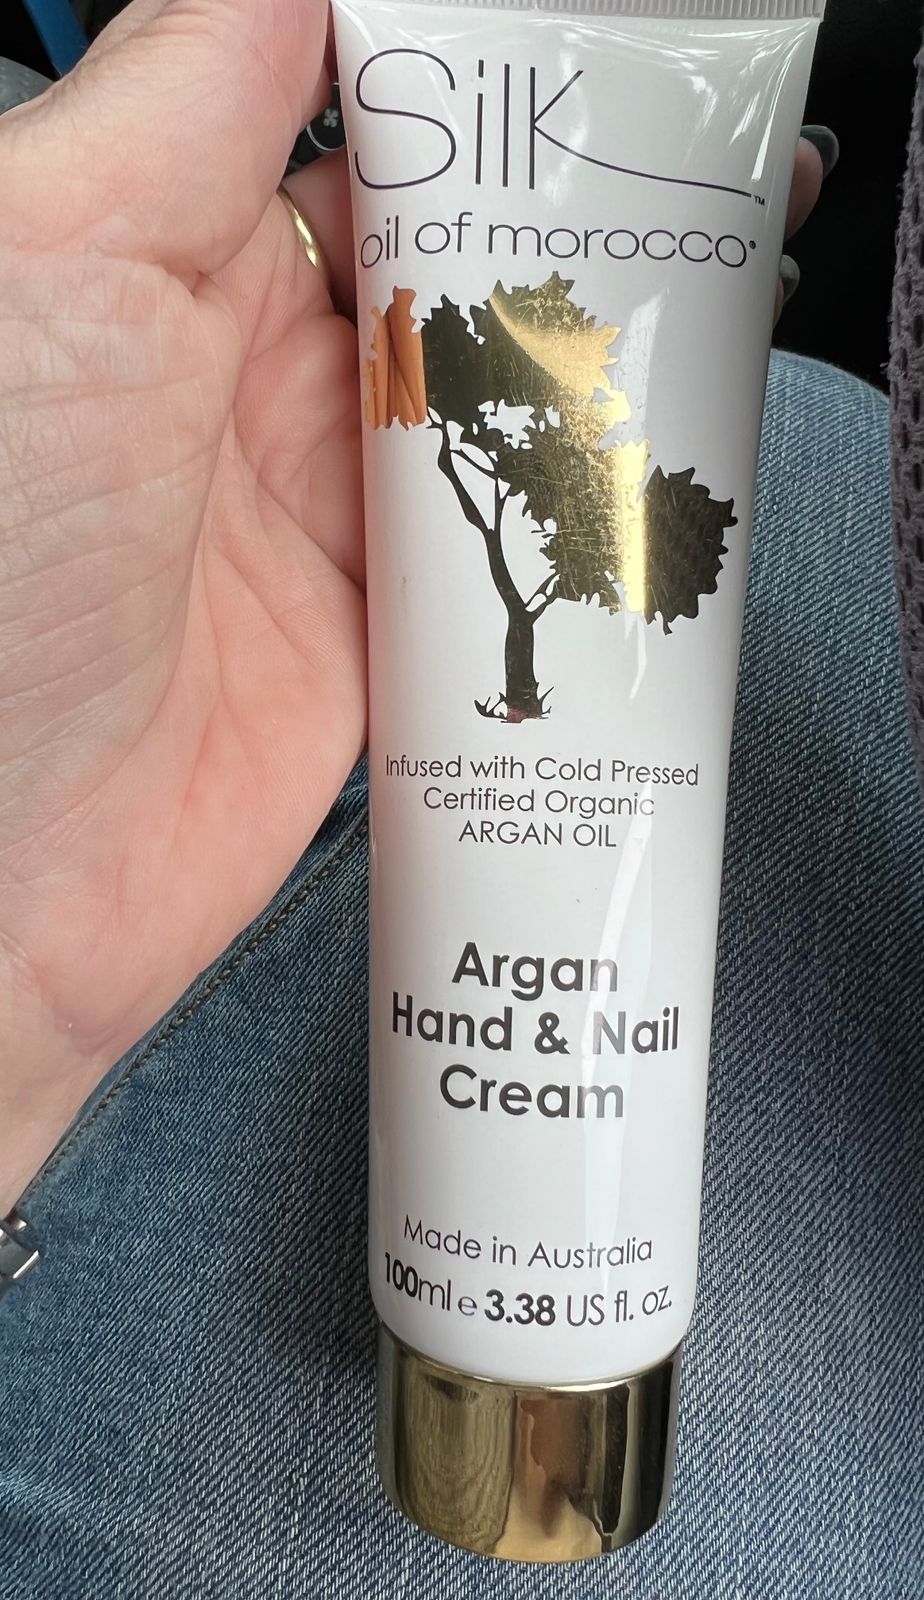 Silk™
oil of morocco®
Infused with Cold Pressed
Certified Organic
ARGAN OIL
Argan
Hand & Nail
Cream
Made in Australia
100ml e 3.38 US fl. oz.